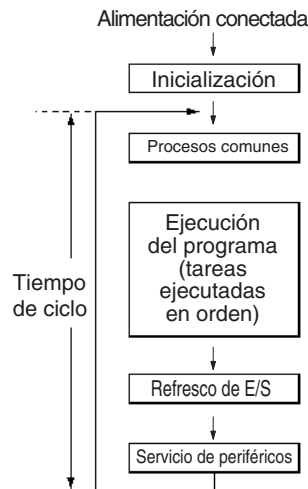 Alimentación conectada
Inicialización
Procesos comunes
Ejecución
del programa
(tareas
ejecutadas
en orden)
Tiempo
de ciclo
Refresco de E/S
Servicio de periféricos